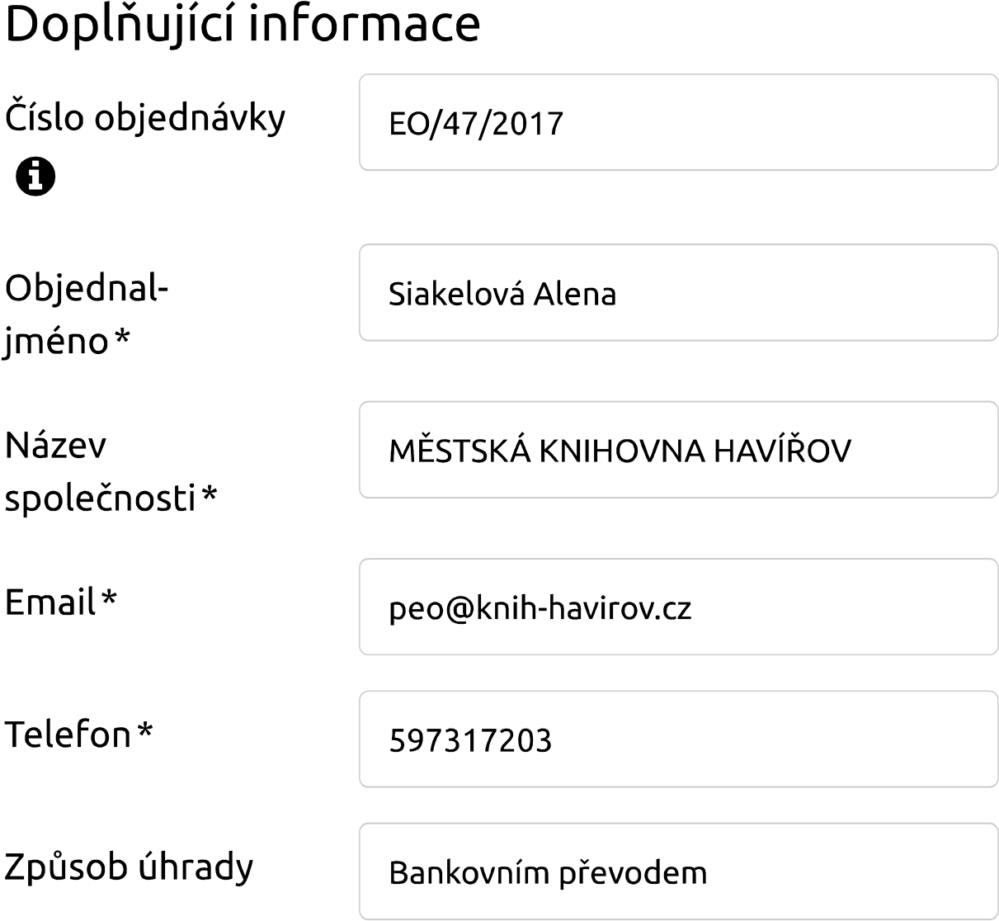 Doplňující informace
Číslo objednávky
EO/47/2017
Objednal-
jméno*
Siakelová Alena
Název
společnosti*
MĚSTSKÁ KNIHOVNA HAVÍŘOV
Email*
peo@knih-havirov.cz
Telefon*
597317203
Způsob úhrady
Bankovním převodem